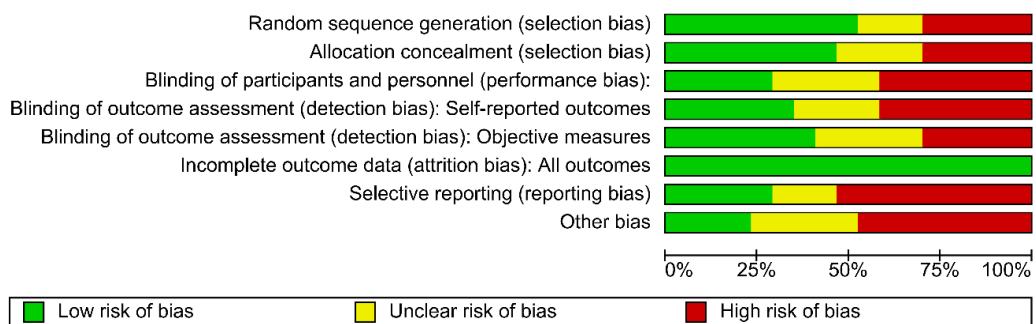 Random sequence generation (selection bias)
Allocation concealment (selection bias)
Blinding of participants and personnel (performance bias):
Blinding of outcome assessment (detection bias): Self-reported outcomes
Blinding of outcome assessment (detection bias): Objective measures
Incomplete outcome data (attrition bias): All outcomes
Selective reporting (reporting bias)
Other bias
0% 25% 50% 75% 100%
Low risk of bias Unclear risk of bias High risk of bias